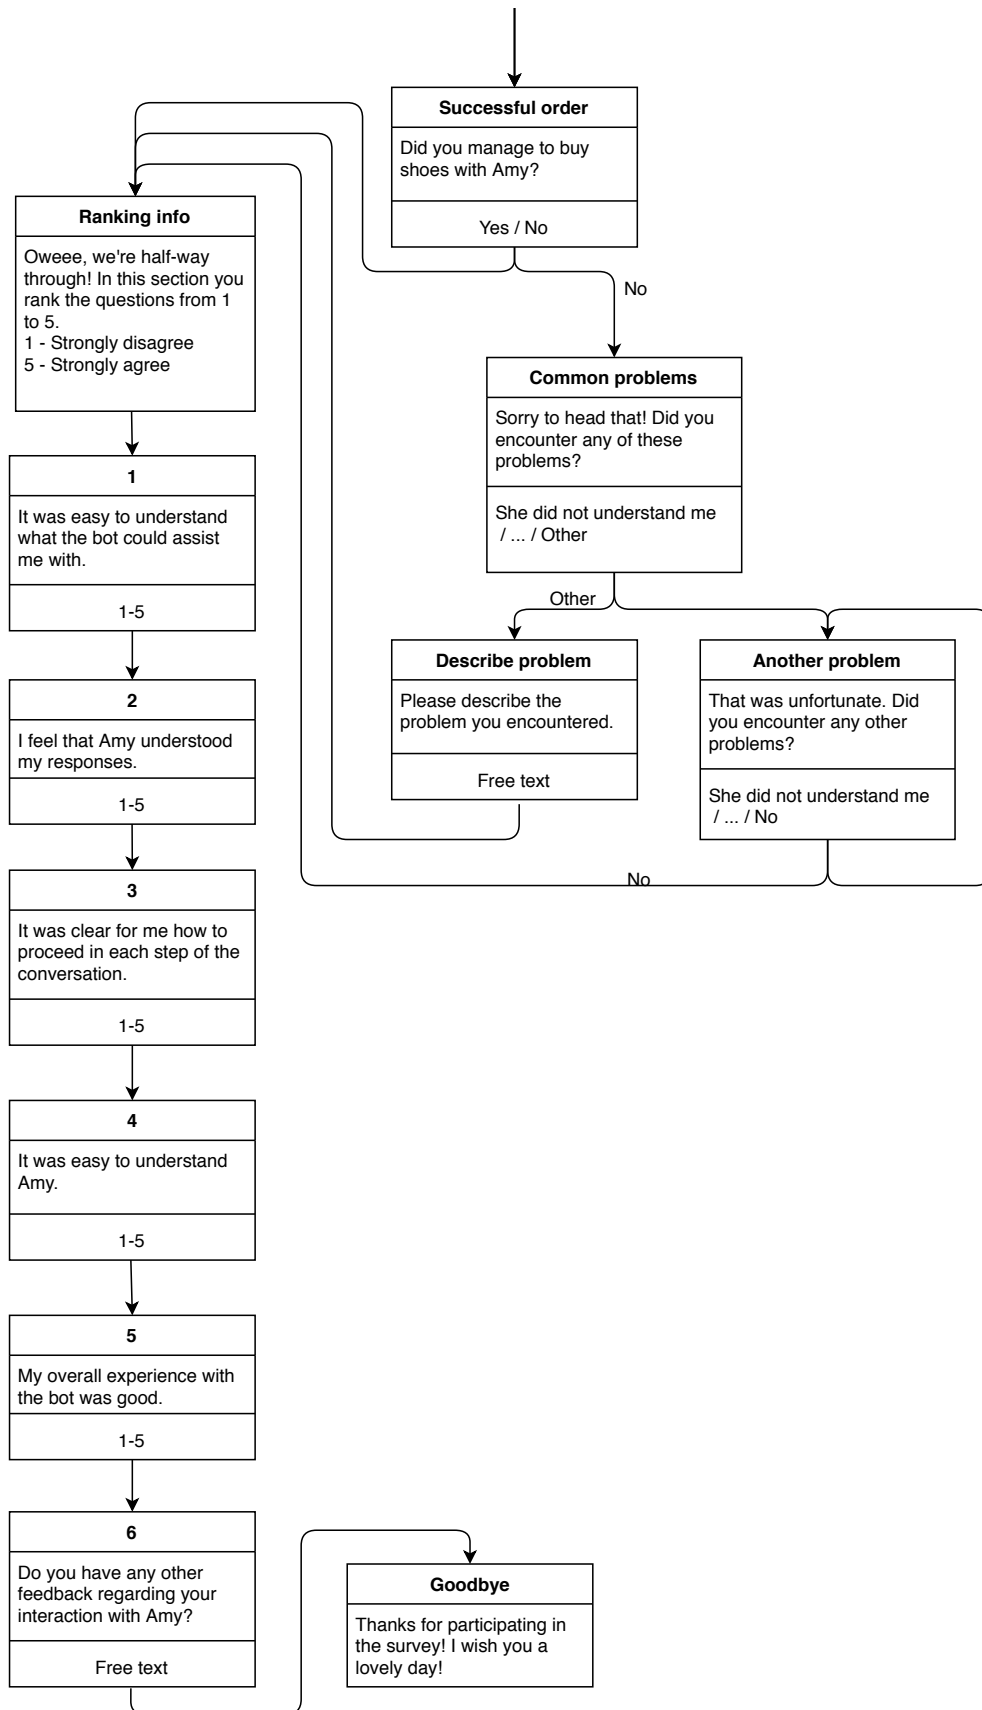 Successful order
Did you manage to buy
shoes with Amy?
Yes / No
No
Ranking info
Oweee, we're half-way
through! In this section you
rank the questions from 1
to 5.
1 - Strongly disagree
5 - Strongly agree
Common problems
Sorry to head that! Did you
encounter any of these
problems?
She did not understand me
/ ... / Other
Other
Describe problem
Please describe the
problem you encountered.
Free text
Another problem
That was unfortunate. Did
you encounter any other
problems?
She did not understand me
/ ... / No
No
1
It was easy to understand
what the bot could assist
me with.
1-5
2
I feel that Amy understood
my responses.
1-5
3
It was clear for me how to
proceed in each step of the
conversation.
1-5
4
It was easy to understand
Amy.
1-5
5
My overall experience with
the bot was good.
1-5
6
Do you have any other
feedback regarding your
interaction with Amy?
Free text
Goodbye
Thanks for participating in
the survey! I wish you a
lovely day!